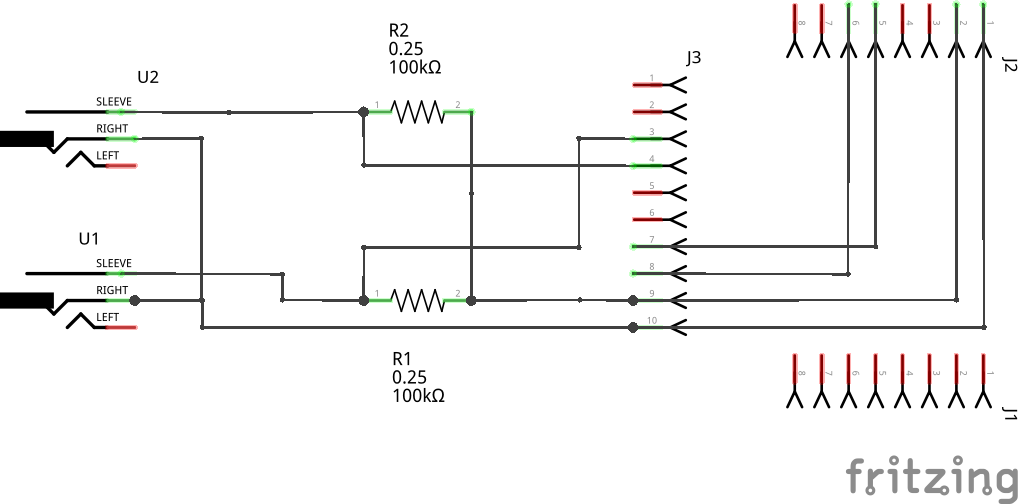 R2
0.25
100kΩ
U2
SLEEVE
RIGHT
LEFT
1 2
J3
1
2
3
4
5
6
7
8
9
10
8 7 6 5 4 3 2 1
J2
U1
SLEEVE
RIGHT
LEFT
1 2
R1
0.25
100kΩ
8 7 6 5 4 3 2 1
J1
fritzing